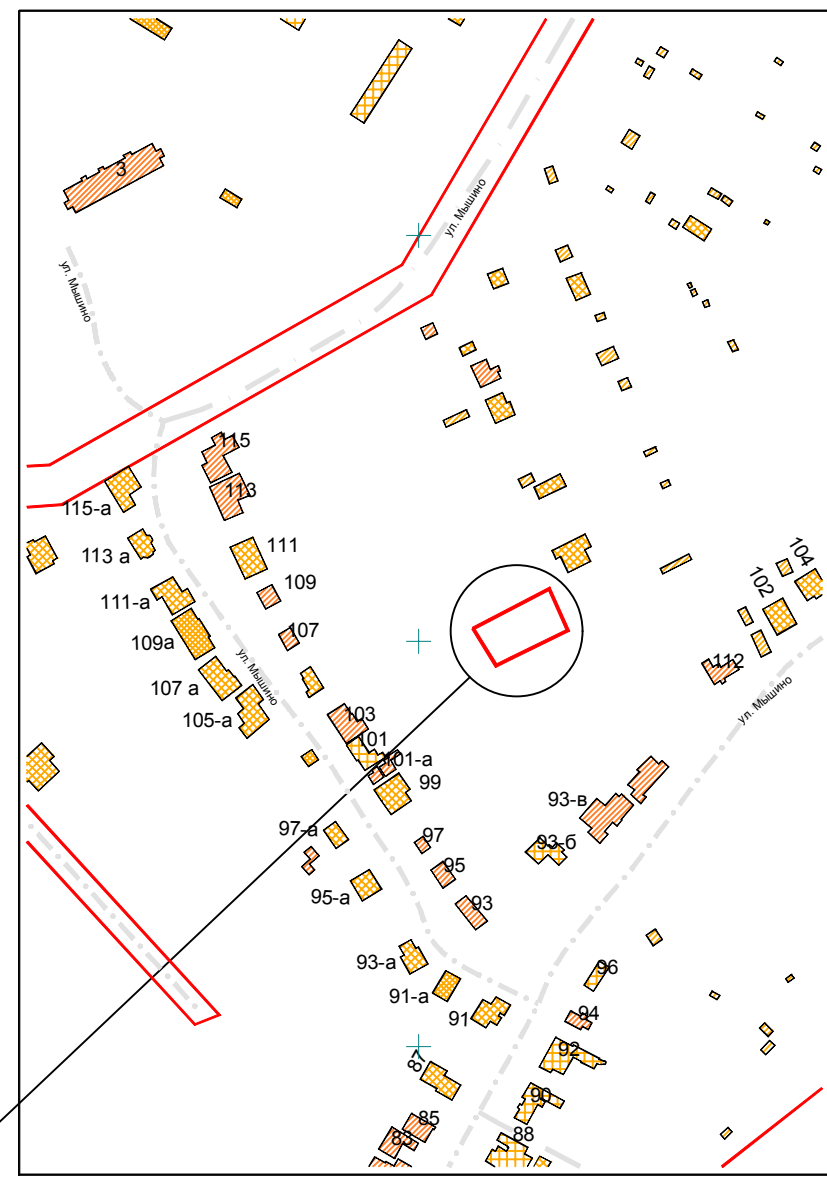 3
ул. Мышино
ул. Мышино
115
113
115-а
113 а
111
111-а
109
109а
107
107 а
ул. Мышино
105-а
103
101
101-а
99
97-а
97
95
95-а
93
93-а
91-а
91
87
85
83
104
102
112
ул. Мышино
93-в
93-б
96
94
92
90
88